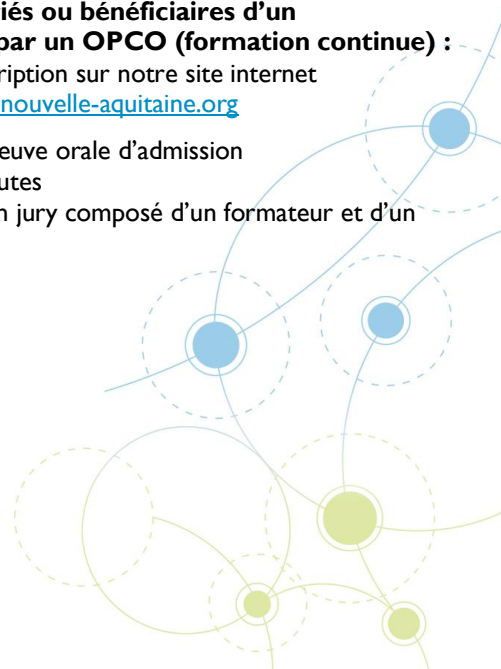 iés ou bénéficiaires d’un
par un OPCO (formation continue) :
ription sur notre site internet
nouvelle-aquitaine.org
euve orale d’admission
utes
n jury composé d’un formateur et d’un